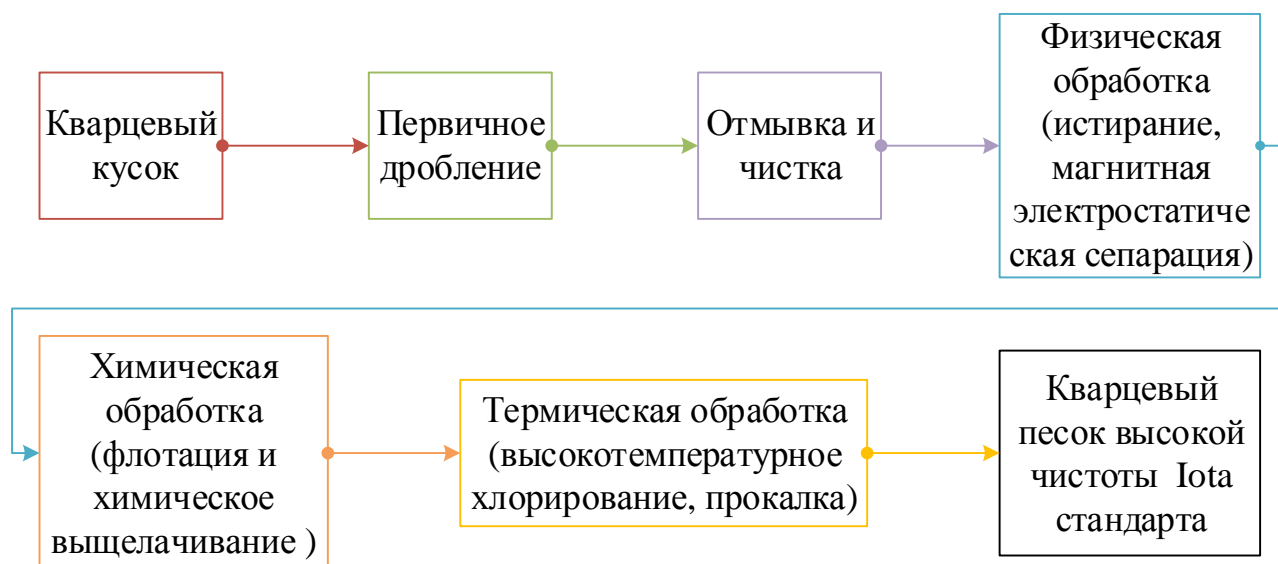 Кварцевый
кусок
Первичное
дробление
Отмывка и
чистка
Физическая
обработка
(истирание,
магнитная
электростатиче
ская сепарация)
Химическая
обработка
(флотация и
химическое
выщелачивание )
Термическая обработка
(высокотемпературное
хлорирование, прокалка)
Кварцевый
песок высокой
чистоты Iota
стандарта